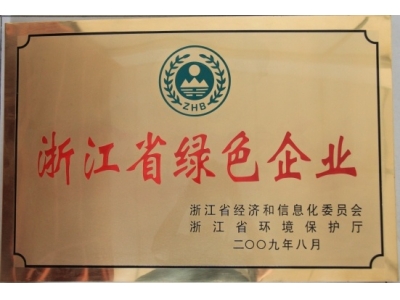 ZHB
浙江省绿色企业
浙江省经济和信息化委员会
浙江省环境保护厅
二〇〇九年八月